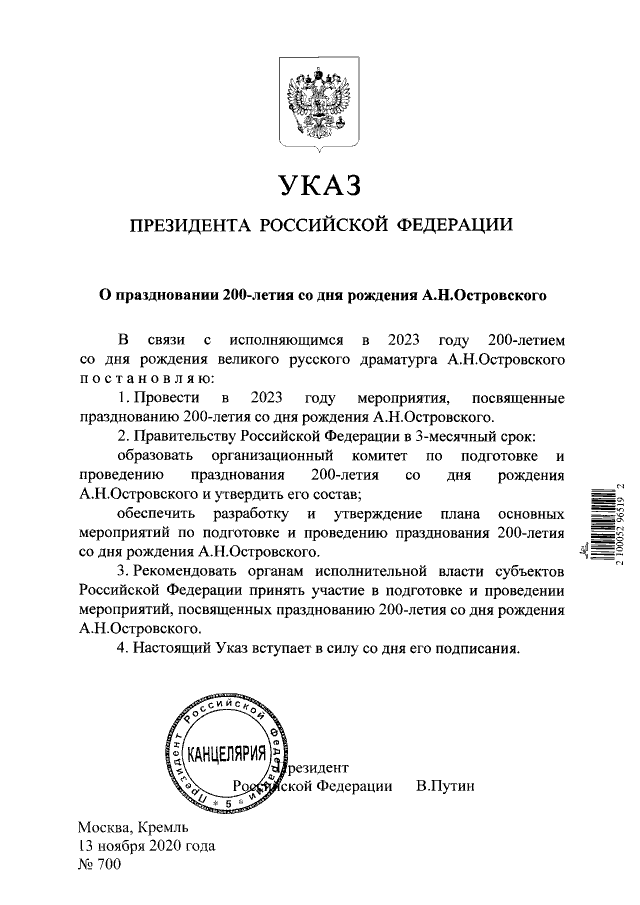 УКАЗ
ПРЕЗИДЕНТА РОССИЙСКОЙ ФЕДЕРАЦИИ
О праздновании 200-летия со дня рождения А.Н.Островского
В связи с исполняющимся в 2023 году 200-летием
со дня рождения великого русского драматурга А.Н.Островского
п о с т а н о в л я ю:
1. Провести в 2023 году мероприятия, посвященные
празднованию 200-летия со дня рождения А.Н.Островского.
2. Правительству Российской Федерации в 3-месячный срок:
образовать организационный комитет по подготовке и
проведению празднования 200-летия со дня рождения
А.Н.Островского и утвердить его состав;
обеспечить разработку и утверждение плана основных
мероприятий по подготовке и проведению празднования 200-летия
со дня рождения А.Н.Островского.
3. Рекомендовать органам исполнительной власти субъектов
Российской Федерации принять участие в подготовке и проведении
мероприятий, посвященных празднованию 200-летия со дня рождения
А.Н.Островского.
4. Настоящий Указ вступает в силу со дня его подписания.
Президент Российской Федерации
КАНЦЕЛЯРИЯ
* 5 *
Президент
Российской Федерации В.Путин
Москва, Кремль
13 ноября 2020 года
№ 700
2 100052 96519 2